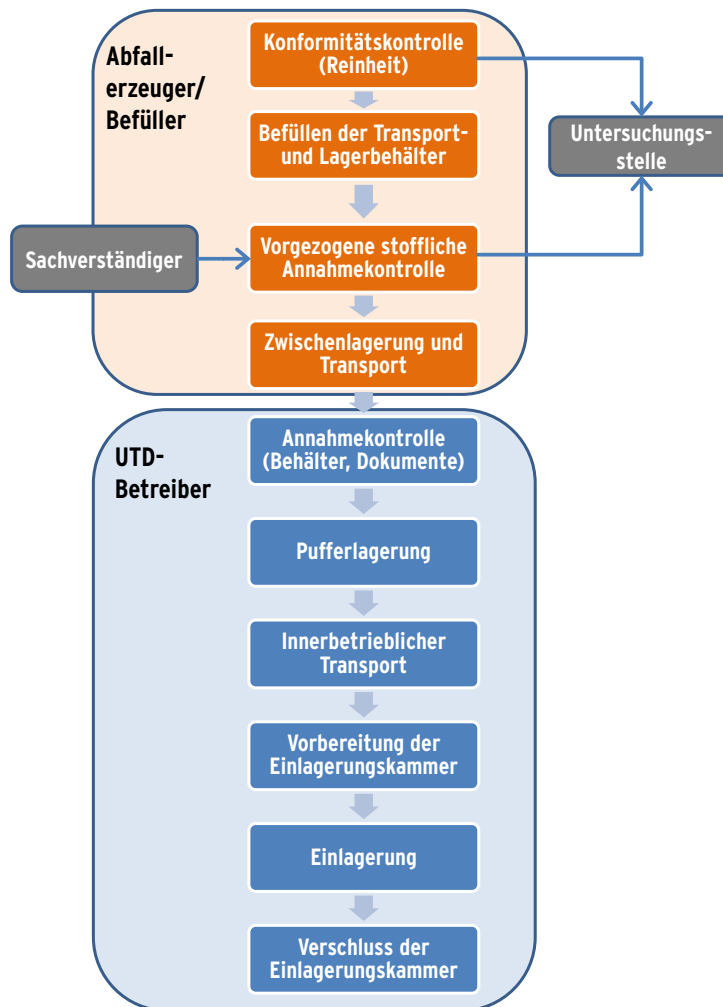 Abfall-
erzeuger/
Befüller
Konformitätskontrolle
(Reinheit)
Befüllen der Transport-
und Lagerbehälter
Untersuchungs-
stelle
Sachverständiger
Vorgezogene stoffliche
Annahmekontrolle
Zwischenlagerung und
Transport
UTD-
Betreiber
Annahmekontrolle
(Behälter, Dokumente)
Pufferlagerung
Innerbetrieblicher
Transport
Vorbereitung der
Einlagerungskammer
Einlagerung
Verschluss der
Einlagerungskammer